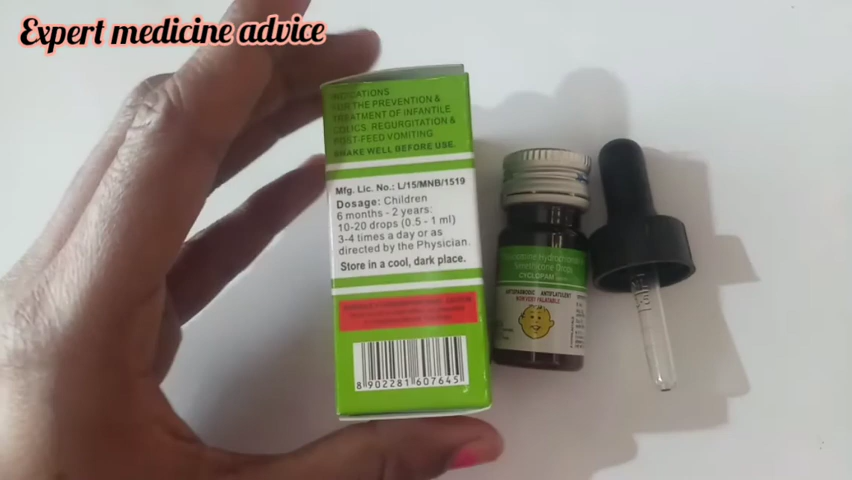 Expert medicine advice
INDICATIONS
FOR THE PREVENTION &
TREATMENT OF INFANTILE
COLICS, REGURGITATION &
POST-FEED VOMITING.
SHAKE WELL BEFORE USE.
Mfg. Lic. No.: L/15/MNB/1519
Dosage: Children
6 months - 2 years:
10-20 drops (0.5 - 1 ml)
3-4 times a day or as
directed by the Physician.
Store in a cool, dark place.
8 902281 607645
Hydrochloride
Simethicone Drops
CYCLOPAM
ANTISPASMODIC ANTIFLATULENT